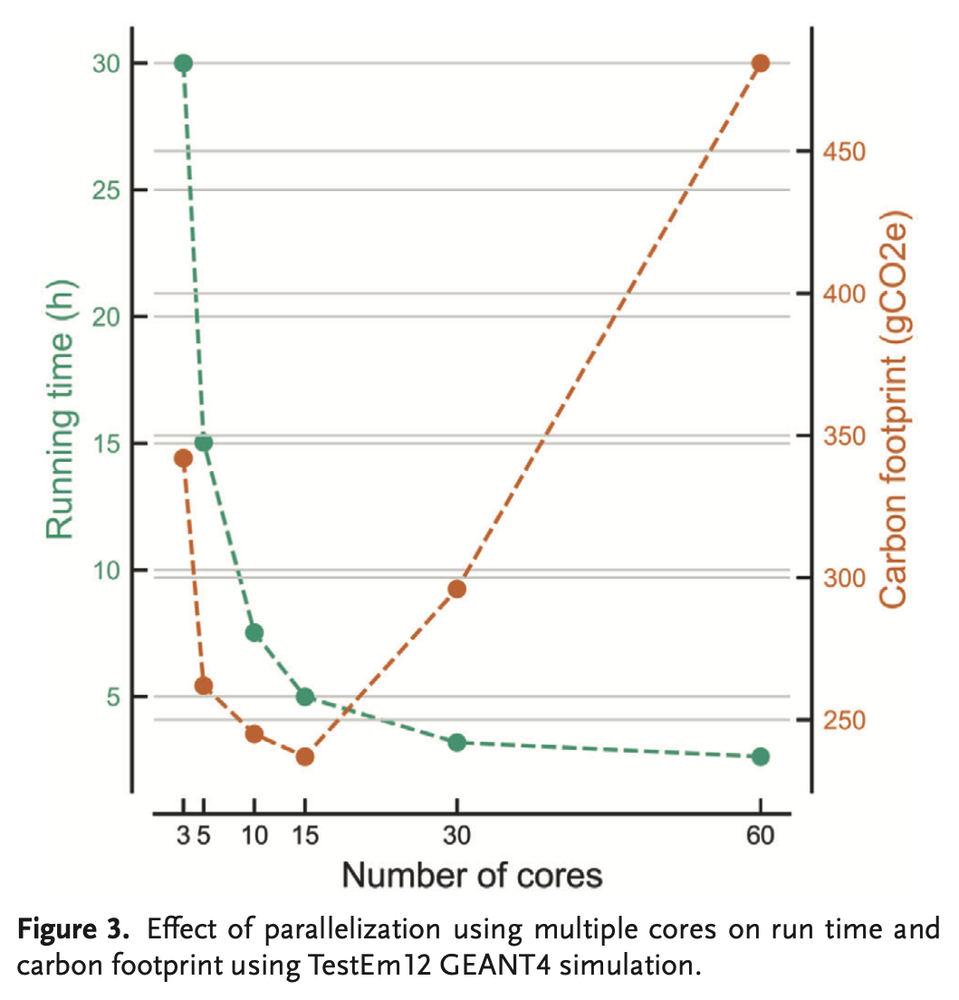 30
25
20
15
10
5
Running time (h)
450
400
350
300
250
Carbon footprint (gCO2e)
3 5 10 15 30 60
Number of cores
Figure 3. Effect of parallelization using multiple cores on run time and
carbon footprint using TestEm12 GEANT4 simulation.